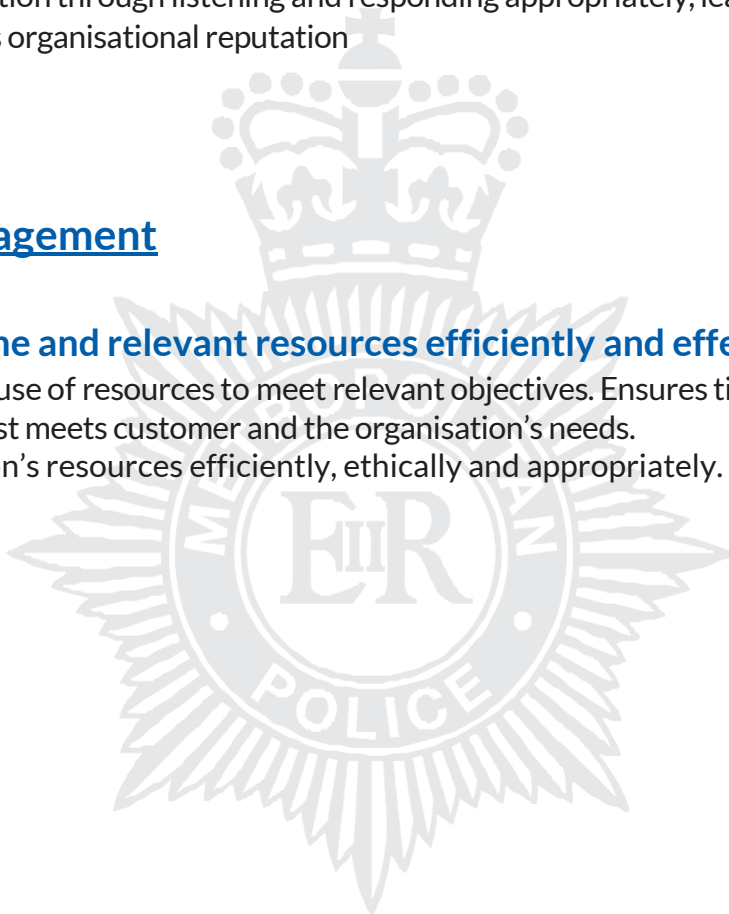 tion through listening and responding appropriately, lea
s organisational reputation
agement
ne and relevant resources efficiently and effe
use of resources to meet relevant objectives. Ensures ti
st meets customer and the organisation's needs.
n's resources efficiently, ethically and appropriately.
METROPOLITAN
EIIR
POLICE